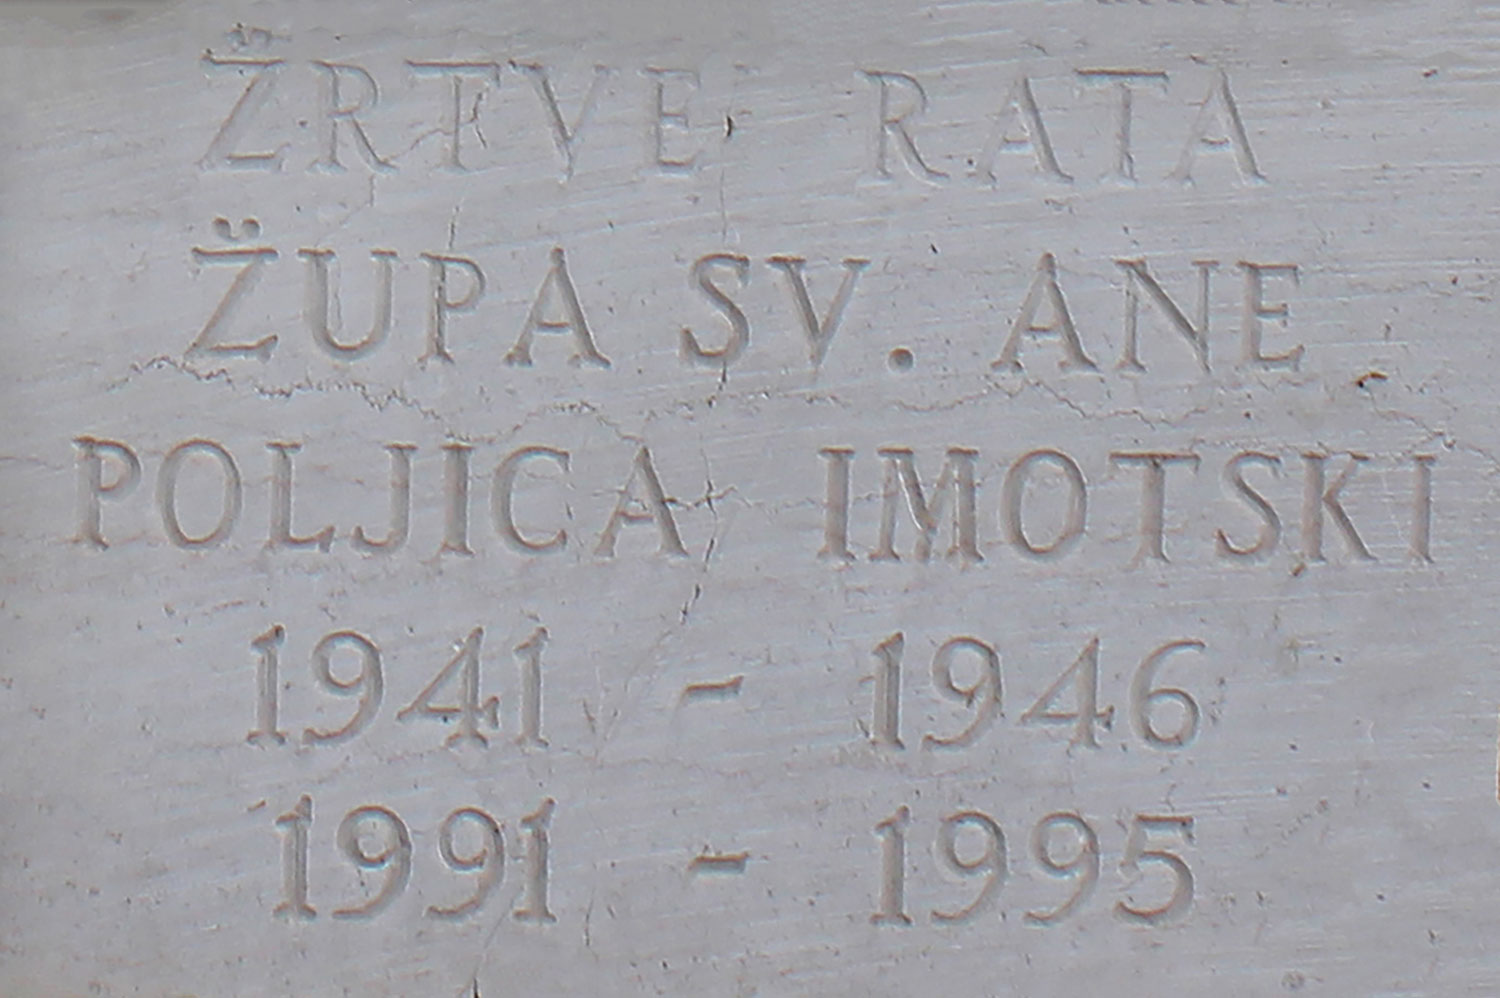 ŽRTVE RATA
ŽUPA SV. ANE
POLJICA IMOTSKI
1941 - 1946
1991 - 1995